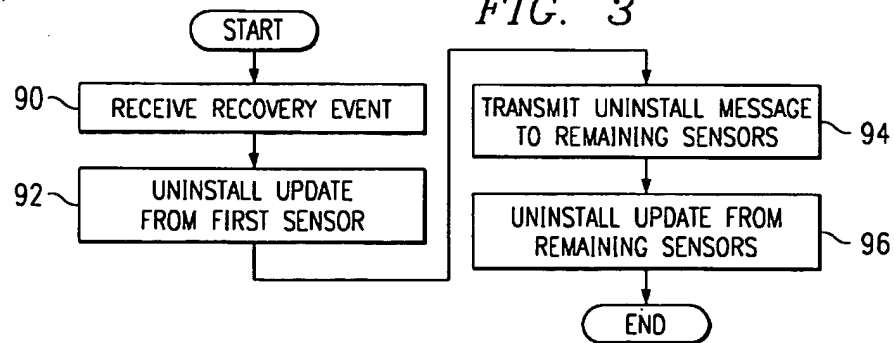 FIG. 3
START
90
RECEIVE RECOVERY EVENT
92
UNINSTALL UPDATE
FROM FIRST SENSOR
TRANSMIT UNINSTALL MESSAGE
TO REMAINING SENSORS
94
UNINSTALL UPDATE FROM
REMAINING SENSORS
96
END